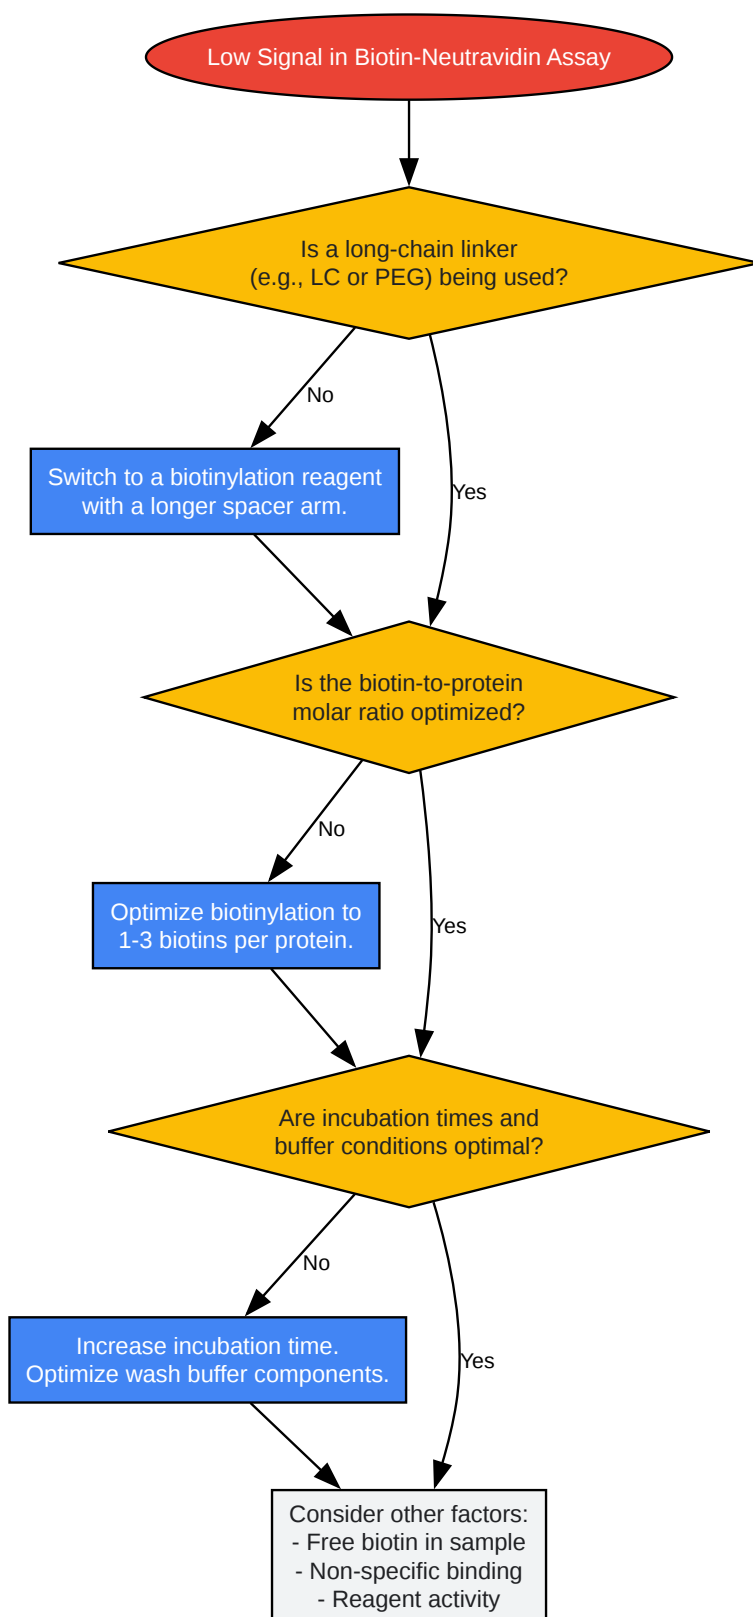 Low Signal in Biotin-Neutravidin Assay
Is a long-chain linker
(e.g., LC or PEG) being used?
No
Switch to a biotinylation reagent
with a longer spacer arm.
Yes
Is the biotin-to-protein
molar ratio optimized?
No
Optimize biotinylation to
1-3 biotins per protein.
Yes
Are incubation times and
buffer conditions optimal?
No
Increase incubation time.
Optimize wash buffer components.
Yes
Consider other factors:
- Free biotin in sample
- Non-specific binding
- Reagent activity